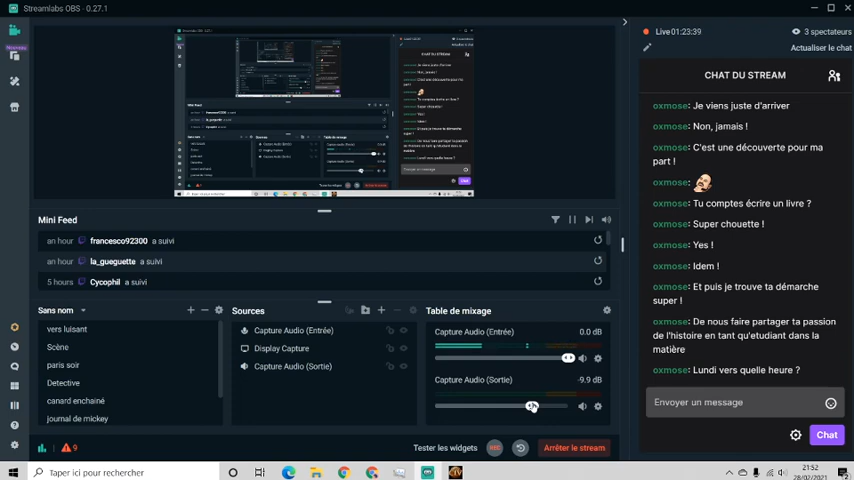 Streamlabs OBS - 0.27.1
Nouveau
Live 01:23:39
3 spectateurs
Actualiser le chat
CHAT DU STREAM
oxmose: Je viens juste d'arriver
oxmose: Non, jamais !
oxmose: C'est une découverte pour ma
part !
oxmose:
oxmose: Tu comptes écrire un livre ?
oxmose: Super chouette !
oxmose: Yes !
oxmose: Idem !
oxmose: Et puis je trouve ta démarche
super !
oxmose: De nous faire partager ta passion
de l'histoire en tant qu'etudiant dans la
matière
oxmose: Lundi vers quelle heure ?
Envoyer un message
Chat
Mini Feed
an hour francesco92300 a suivi
an hour la_gueguette a suivi
5 hours Cycophil a suivi
Sans nom
vers luisant
Scène
paris soir
Detective
canard enchainé
journal de mickey
Sources
Capture Audio (Entrée)
Display Capture
Capture Audio (Sortie)
Table de mixage
Capture Audio (Entrée) 0.0 dB
Capture Audio (Sortie) -9.9 dB
9
Tester les widgets
REC
Arrêter le stream
Taper ici pour rechercher
21:52
28/02/2021